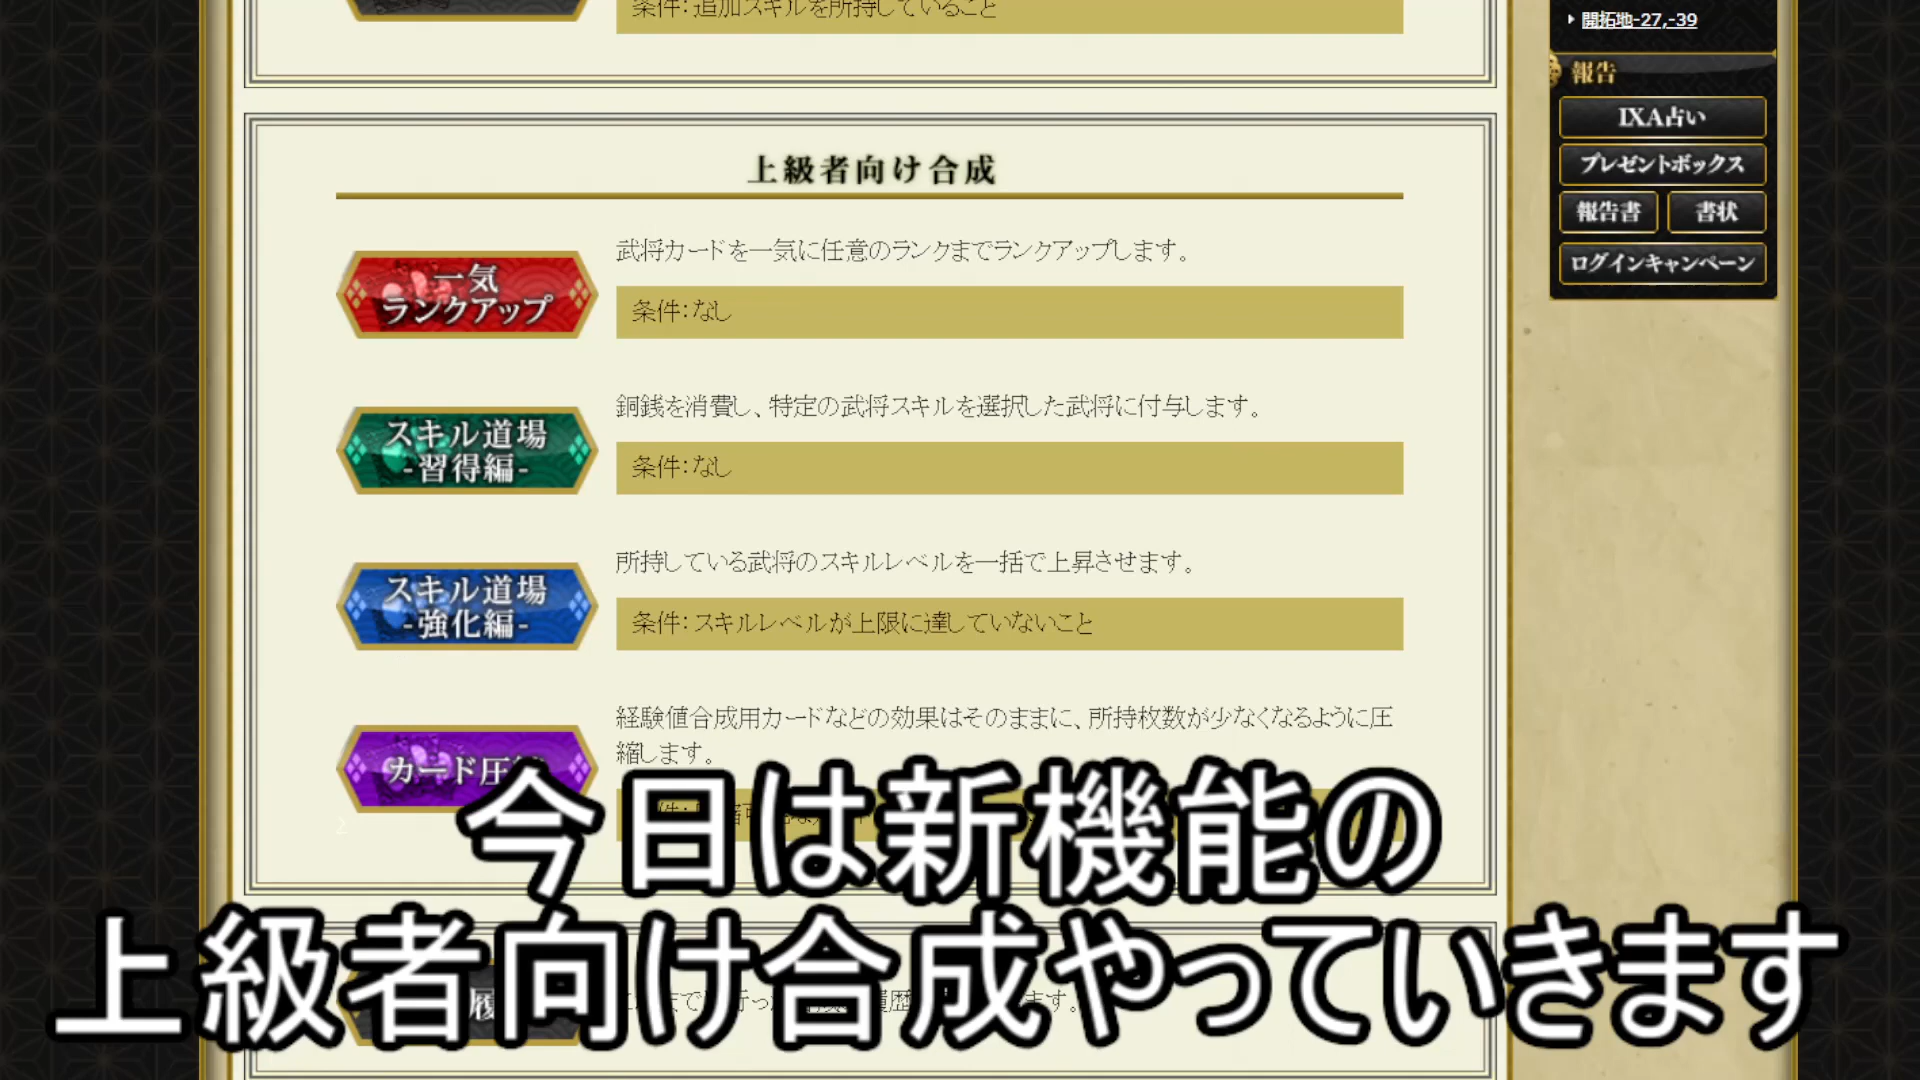 条件：追加スキルを所持していること
開拓地-27,-39
報告
IXA占い
プレゼントボックス
報告書 書状
ログインキャンペーン
上級者向け合成
一気
ランクアップ
武将カードを一気に任意のランクまでランクアップします。
条件：なし
スキル道場
-習得編-
銅銭を消費し、特定の武将スキルを選択した武将に付与します。
条件：なし
スキル道場
-強化編-
所持している武将のスキルレベルを一括で上昇させます。
条件：スキルレベルが上限に達していないこと
カード圧
経験値合成用カードなどの効果はそのままに、所持枚数が少なくなるように圧
縮します。
今日は新機能の
上級者向け合成やっていきます